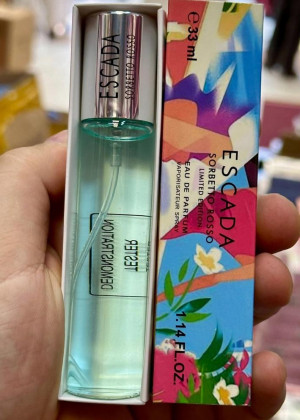 ESCADA
ESCADA
SORBETTO ROSSO
LIMITED EDITION
EAU DE PARFUM
VAPORISATEUR SPRAY
e 33 ml
1.14 FL.OZ.
TESTER
DEMONSTRATION